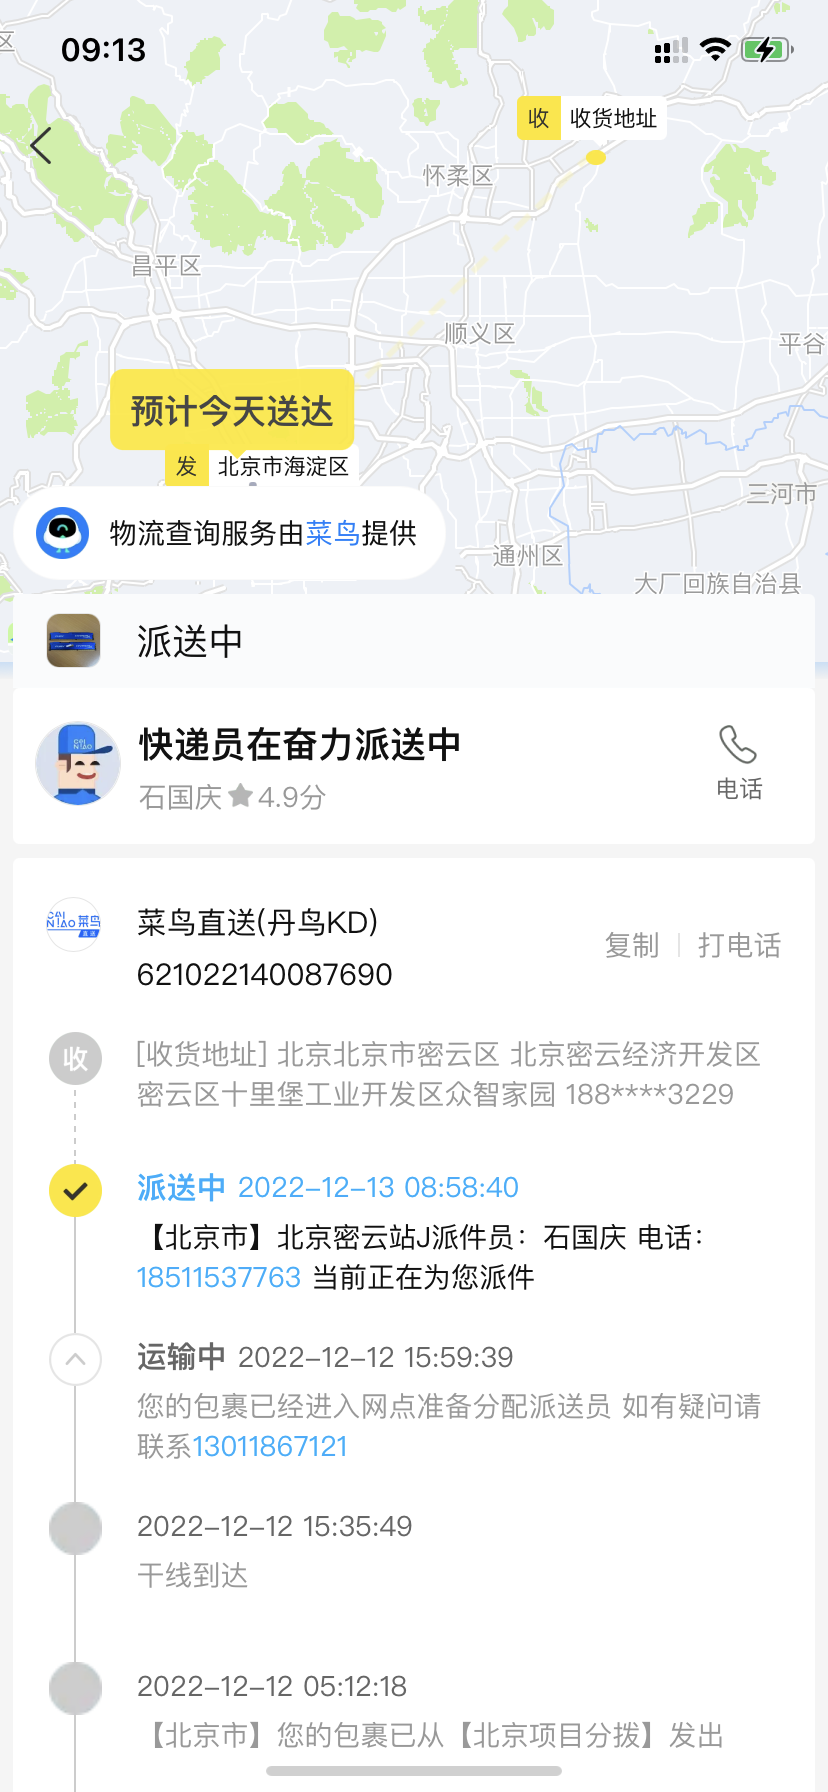 09:13
区
收 收货地址
怀柔区
昌平区
顺义区
平谷
预计今天送达
发 北京市海淀区
三河市
物流查询服务由菜鸟提供
通州区
大厂回族自治县
派送中
快递员在奋力派送中
石国庆★4.9分
电话
菜鸟直送(丹鸟KD)
621022140087690
复制 | 打电话
CAI
NIAO 菜鸟
直送
收
[收货地址] 北京北京市密云区 北京密云经济开发区
密云区十里堡工业开发区众智家园 188****3229
派送中 2022-12-13 08:58:40
【北京市】北京密云站J派件员：石国庆 电话：
18511537763 当前正在为您派件
运输中 2022-12-12 15:59:39
您的包裹已经进入网点准备分配派送员 如有疑问请
联系13011867121
2022-12-12 15:35:49
干线到达
2022-12-12 05:12:18
【北京市】您的包裹已从【北京项目分拨】发出